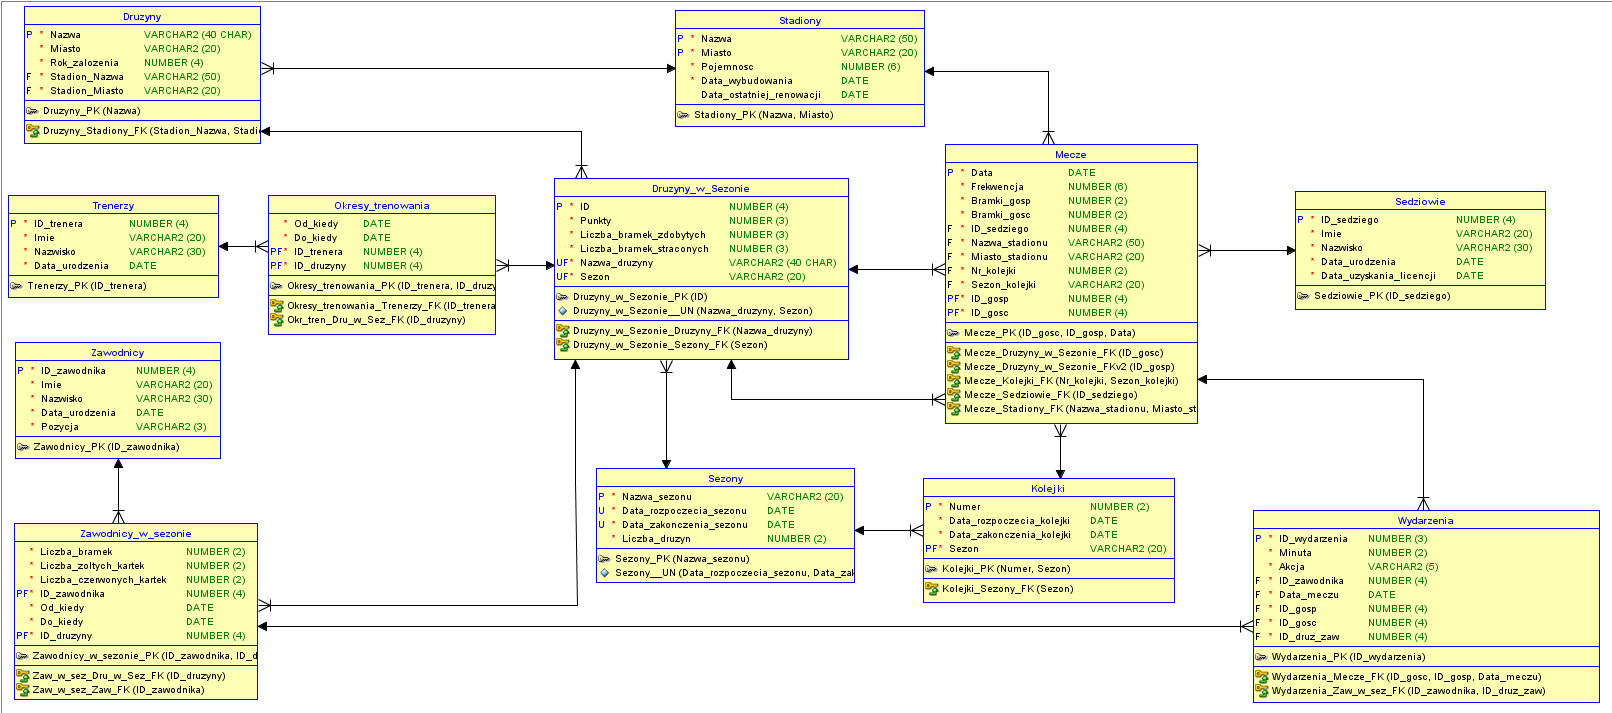 Druzyny
P * Nazwa VARCHAR2 (40 CHAR)
* Miasto VARCHAR2 (20)
* Rok_zalozenia NUMBER (4)
F * Stadion_Nazwa VARCHAR2 (50)
F * Stadion_Miasto VARCHAR2 (20)
Druzyny_PK (Nazwa)
Druzyny_Stadiony_FK (Stadion_Nazwa, Stadi
Stadiony
P * Nazwa VARCHAR2 (50)
P * Miasto VARCHAR2 (20)
* Pojemnosc NUMBER (6)
* Data_wybudowania DATE
Data_ostatniej_renowacji DATE
Stadiony_PK (Nazwa, Miasto)
Trenerzy
P * ID_trenera NUMBER (4)
* Imie VARCHAR2 (20)
* Nazwisko VARCHAR2 (30)
* Data_urodzenia DATE
Trenerzy_PK (ID_trenera)
Okresy_trenowania
* Od_kiedy DATE
* Do_kiedy DATE
PF* ID_trenera NUMBER (4)
PF* ID_druzyny NUMBER (4)
Okresy_trenowania_PK (ID_trenera, ID_druzy
Okresy_trenowania_Trenerzy_FK (ID_trenera
Okr_tren_Dru_w_Sez_FK (ID_druzyny)
Druzyny_w_Sezonie
P * ID NUMBER (4)
* Punkty NUMBER (3)
* Liczba_bramek_zdobytych NUMBER (3)
* Liczba_bramek_straconych NUMBER (3)
UF* Nazwa_druzyny VARCHAR2 (40 CHAR)
UF* Sezon VARCHAR2 (20)
Druzyny_w_Sezonie_PK (ID)
Druzyny_w_Sezonie__UN (Nazwa_druzyny, Sezon)
Druzyny_w_Sezonie_Druzyny_FK (Nazwa_druzyny)
Druzyny_w_Sezonie_Sezony_FK (Sezon)
Mecze
P * Data DATE
* Frekwencja NUMBER (6)
* Bramki_gosp NUMBER (2)
* Bramki_gosc NUMBER (2)
F * ID_sedziego NUMBER (4)
F * Nazwa_stadionu VARCHAR2 (50)
F * Miasto_stadionu VARCHAR2 (20)
F * Nr_kolejki NUMBER (2)
F * Sezon_kolejki VARCHAR2 (20)
PF* ID_gosp NUMBER (4)
PF* ID_gosc NUMBER (4)
Mecze_PK (ID_gosc, ID_gosp, Data)
Mecze_Druzyny_w_Sezonie_FK (ID_gosc)
Mecze_Druzyny_w_Sezonie_FKv2 (ID_gosp)
Mecze_Kolejki_FK (Nr_kolejki, Sezon_kolejki)
Mecze_Sedziowie_FK (ID_sedziego)
Mecze_Stadiony_FK (Nazwa_stadionu, Miasto_st
Sedziowie
P * ID_sedziego NUMBER (4)
* Imie VARCHAR2 (20)
* Nazwisko VARCHAR2 (30)
* Data_urodzenia DATE
* Data_uzyskania_licencji DATE
Sedziowie_PK (ID_sedziego)
Zawodnicy
P * ID_zawodnika NUMBER (4)
* Imie VARCHAR2 (20)
* Nazwisko VARCHAR2 (30)
* Data_urodzenia DATE
* Pozycja VARCHAR2 (3)
Zawodnicy_PK (ID_zawodnika)
Zawodnicy_w_sezonie
* Liczba_bramek NUMBER (2)
* Liczba_zoltych_kartek NUMBER (2)
* Liczba_czerwonych_kartek NUMBER (2)
PF* ID_zawodnika NUMBER (4)
* Od_kiedy DATE
* Do_kiedy DATE
PF* ID_druzyny NUMBER (4)
Zawodnicy_w_sezonie_PK (ID_zawodnika, ID_d
Zaw_w_sez_Dru_w_Sez_FK (ID_druzyny)
Zaw_w_sez_Zaw_FK (ID_zawodnika)
Sezony
P * Nazwa_sezonu VARCHAR2 (20)
U * Data_rozpoczecia_sezonu DATE
U * Data_zakonczenia_sezonu DATE
* Liczba_druzyn NUMBER (2)
Sezony_PK (Nazwa_sezonu)
Sezony__UN (Data_rozpoczecia_sezonu, Data_zak
Kolejki
P * Numer NUMBER (2)
* Data_rozpoczecia_kolejki DATE
* Data_zakonczenia_kolejki DATE
PF* Sezon VARCHAR2 (20)
Kolejki_PK (Numer, Sezon)
Kolejki_Sezony_FK (Sezon)
Wydarzenia
P * ID_wydarzenia NUMBER (3)
* Minuta NUMBER (2)
* Akcja VARCHAR2 (5)
F * ID_zawodnika NUMBER (4)
F * Data_meczu DATE
F * ID_gosp NUMBER (4)
F * ID_gosc NUMBER (4)
F * ID_druz_zaw NUMBER (4)
Wydarzenia_PK (ID_wydarzenia)
Wydarzenia_Mecze_FK (ID_gosc, ID_gosp, Data_meczu)
Wydarzenia_Zaw_w_sez_FK (ID_zawodnika, ID_druz_zaw)